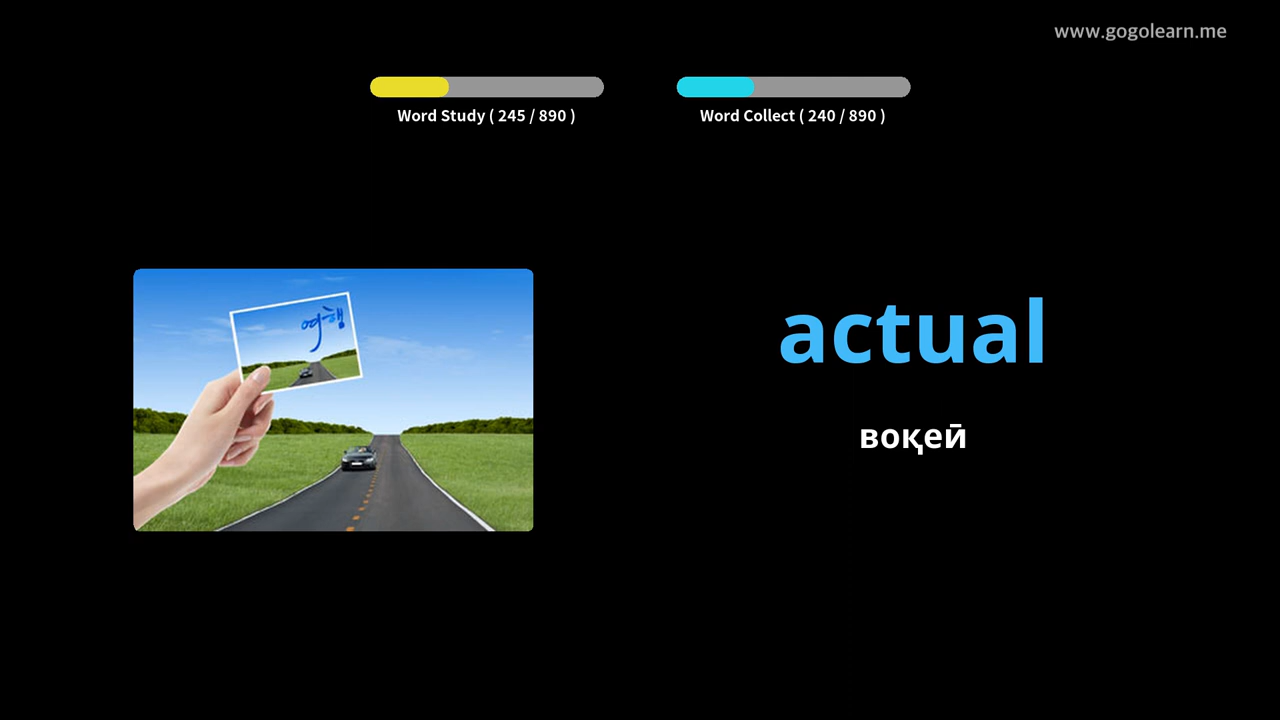 www.gogolearn.me
Word Study ( 245 / 890 )
Word Collect ( 240 / 890 )
여행
actual
воқеӣ